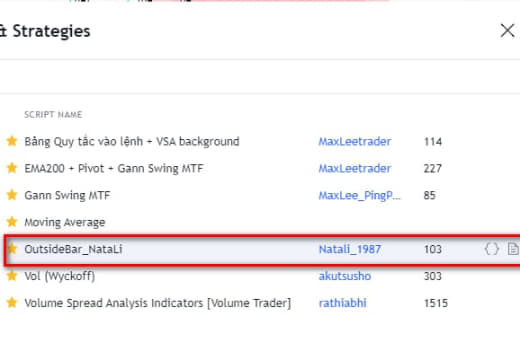 & Strategies
SCRIPT NAME
Bảng Quy tắc vào lệnh + VSA background MaxLeetrader 114
EMA200 + Pivot + Gann Swing MTF MaxLeetrader 227
Gann Swing MTF MaxLee_PingP... 85
Moving Average
OutsideBar_NataLi Natali_1987 103
Vol (Wyckoff) akutsusho 303
Volume Spread Analysis Indicators [Volume Trader] rathiabhi 1515